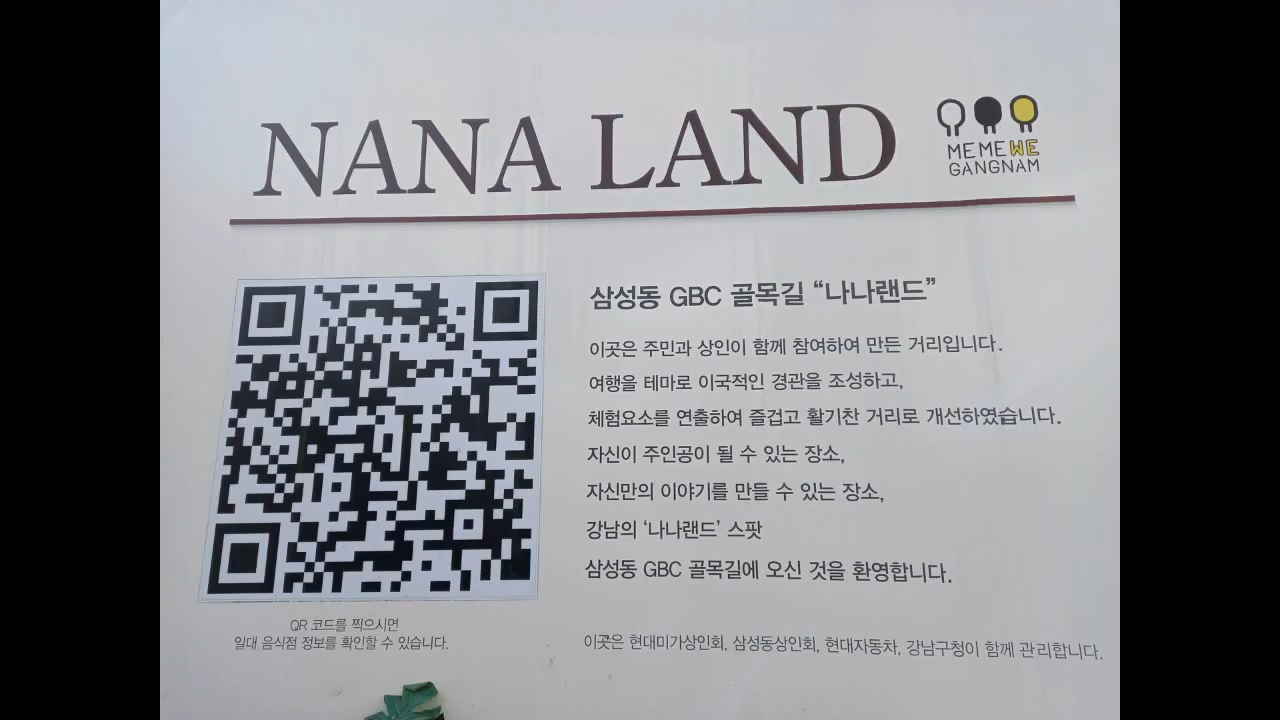 NANA LAND
MEMEWE
GANGNAM
삼성동 GBC 골목길 “나나랜드”
이곳은 주민과 상인이 함께 참여하여 만든 거리입니다.
여행을 테마로 이국적인 경관을 조성하고,
체험요소를 연출하여 즐겁고 활기찬 거리로 개선하였습니다.
자신이 주인공이 될 수 있는 장소,
자신만의 이야기를 만들 수 있는 장소,
강남의 ‘나나랜드’ 스팟
삼성동 GBC 골목길에 오신 것을 환영합니다.
QR 코드를 찍으시면
일대 음식점 정보를 확인할 수 있습니다.
이곳은 현대미가상인회, 삼성동상인회, 현대자동차, 강남구청이 함께 관리합니다.